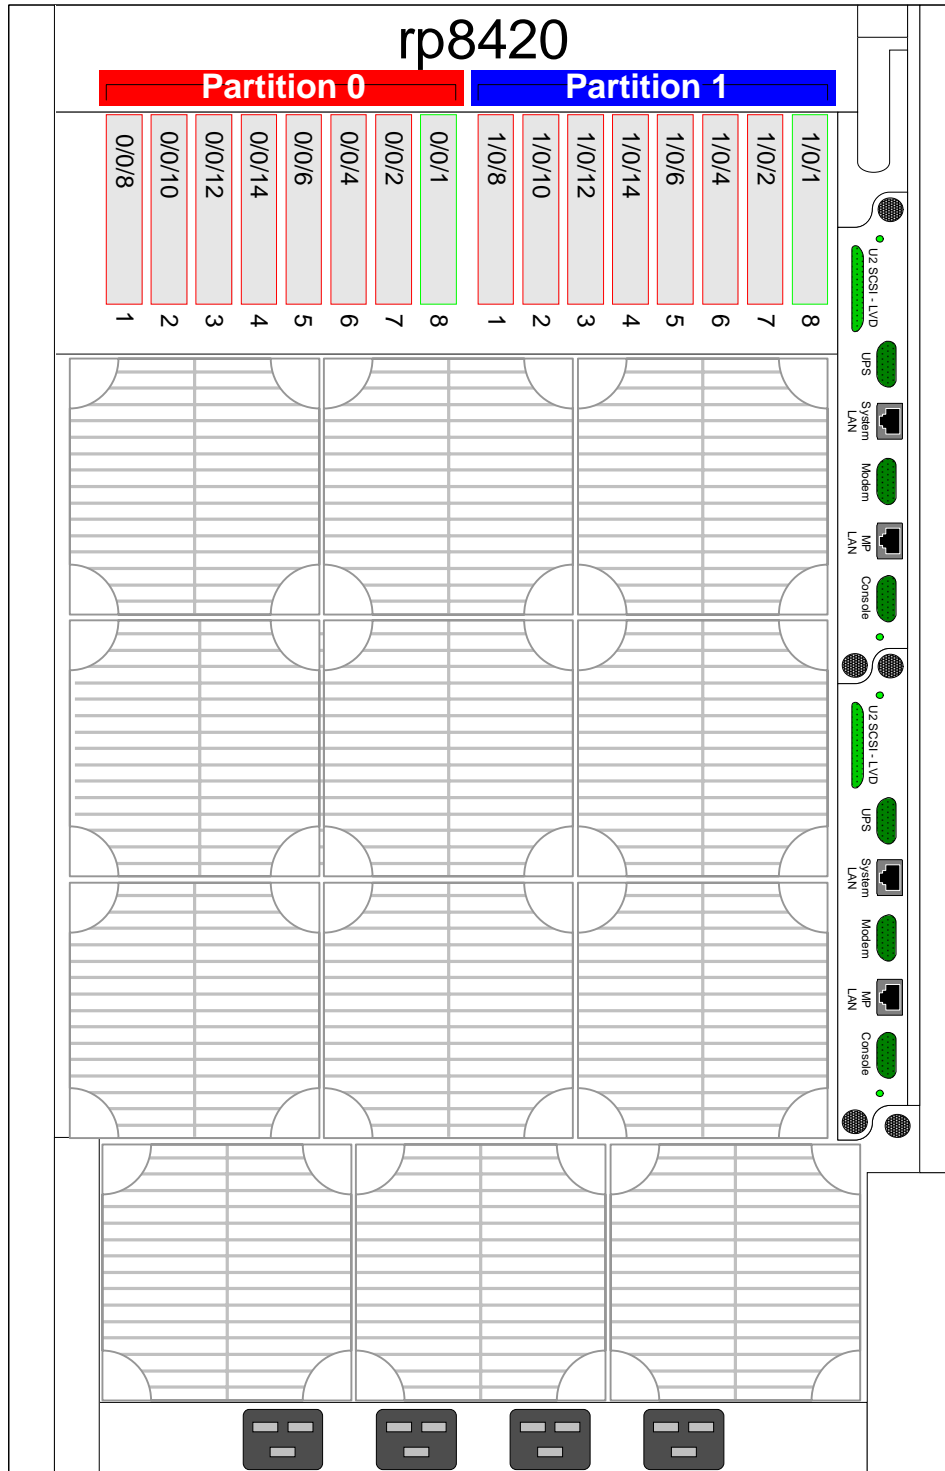 rp8420
Partition 0
Partition 1
0/0/8
0/0/10
0/0/12
0/0/14
0/0/6
0/0/4
0/0/2
0/0/1
1/0/8
1/0/10
1/0/12
1/0/14
1/0/6
1/0/4
1/0/2
1/0/1
1
2
3
4
5
6
7
8
1
2
3
4
5
6
7
8
U2 SCSI - LVD
UPS
System
LAN
Modem
MP
LAN
Console
U2 SCSI - LVD
UPS
System
LAN
Modem
MP
LAN
Console